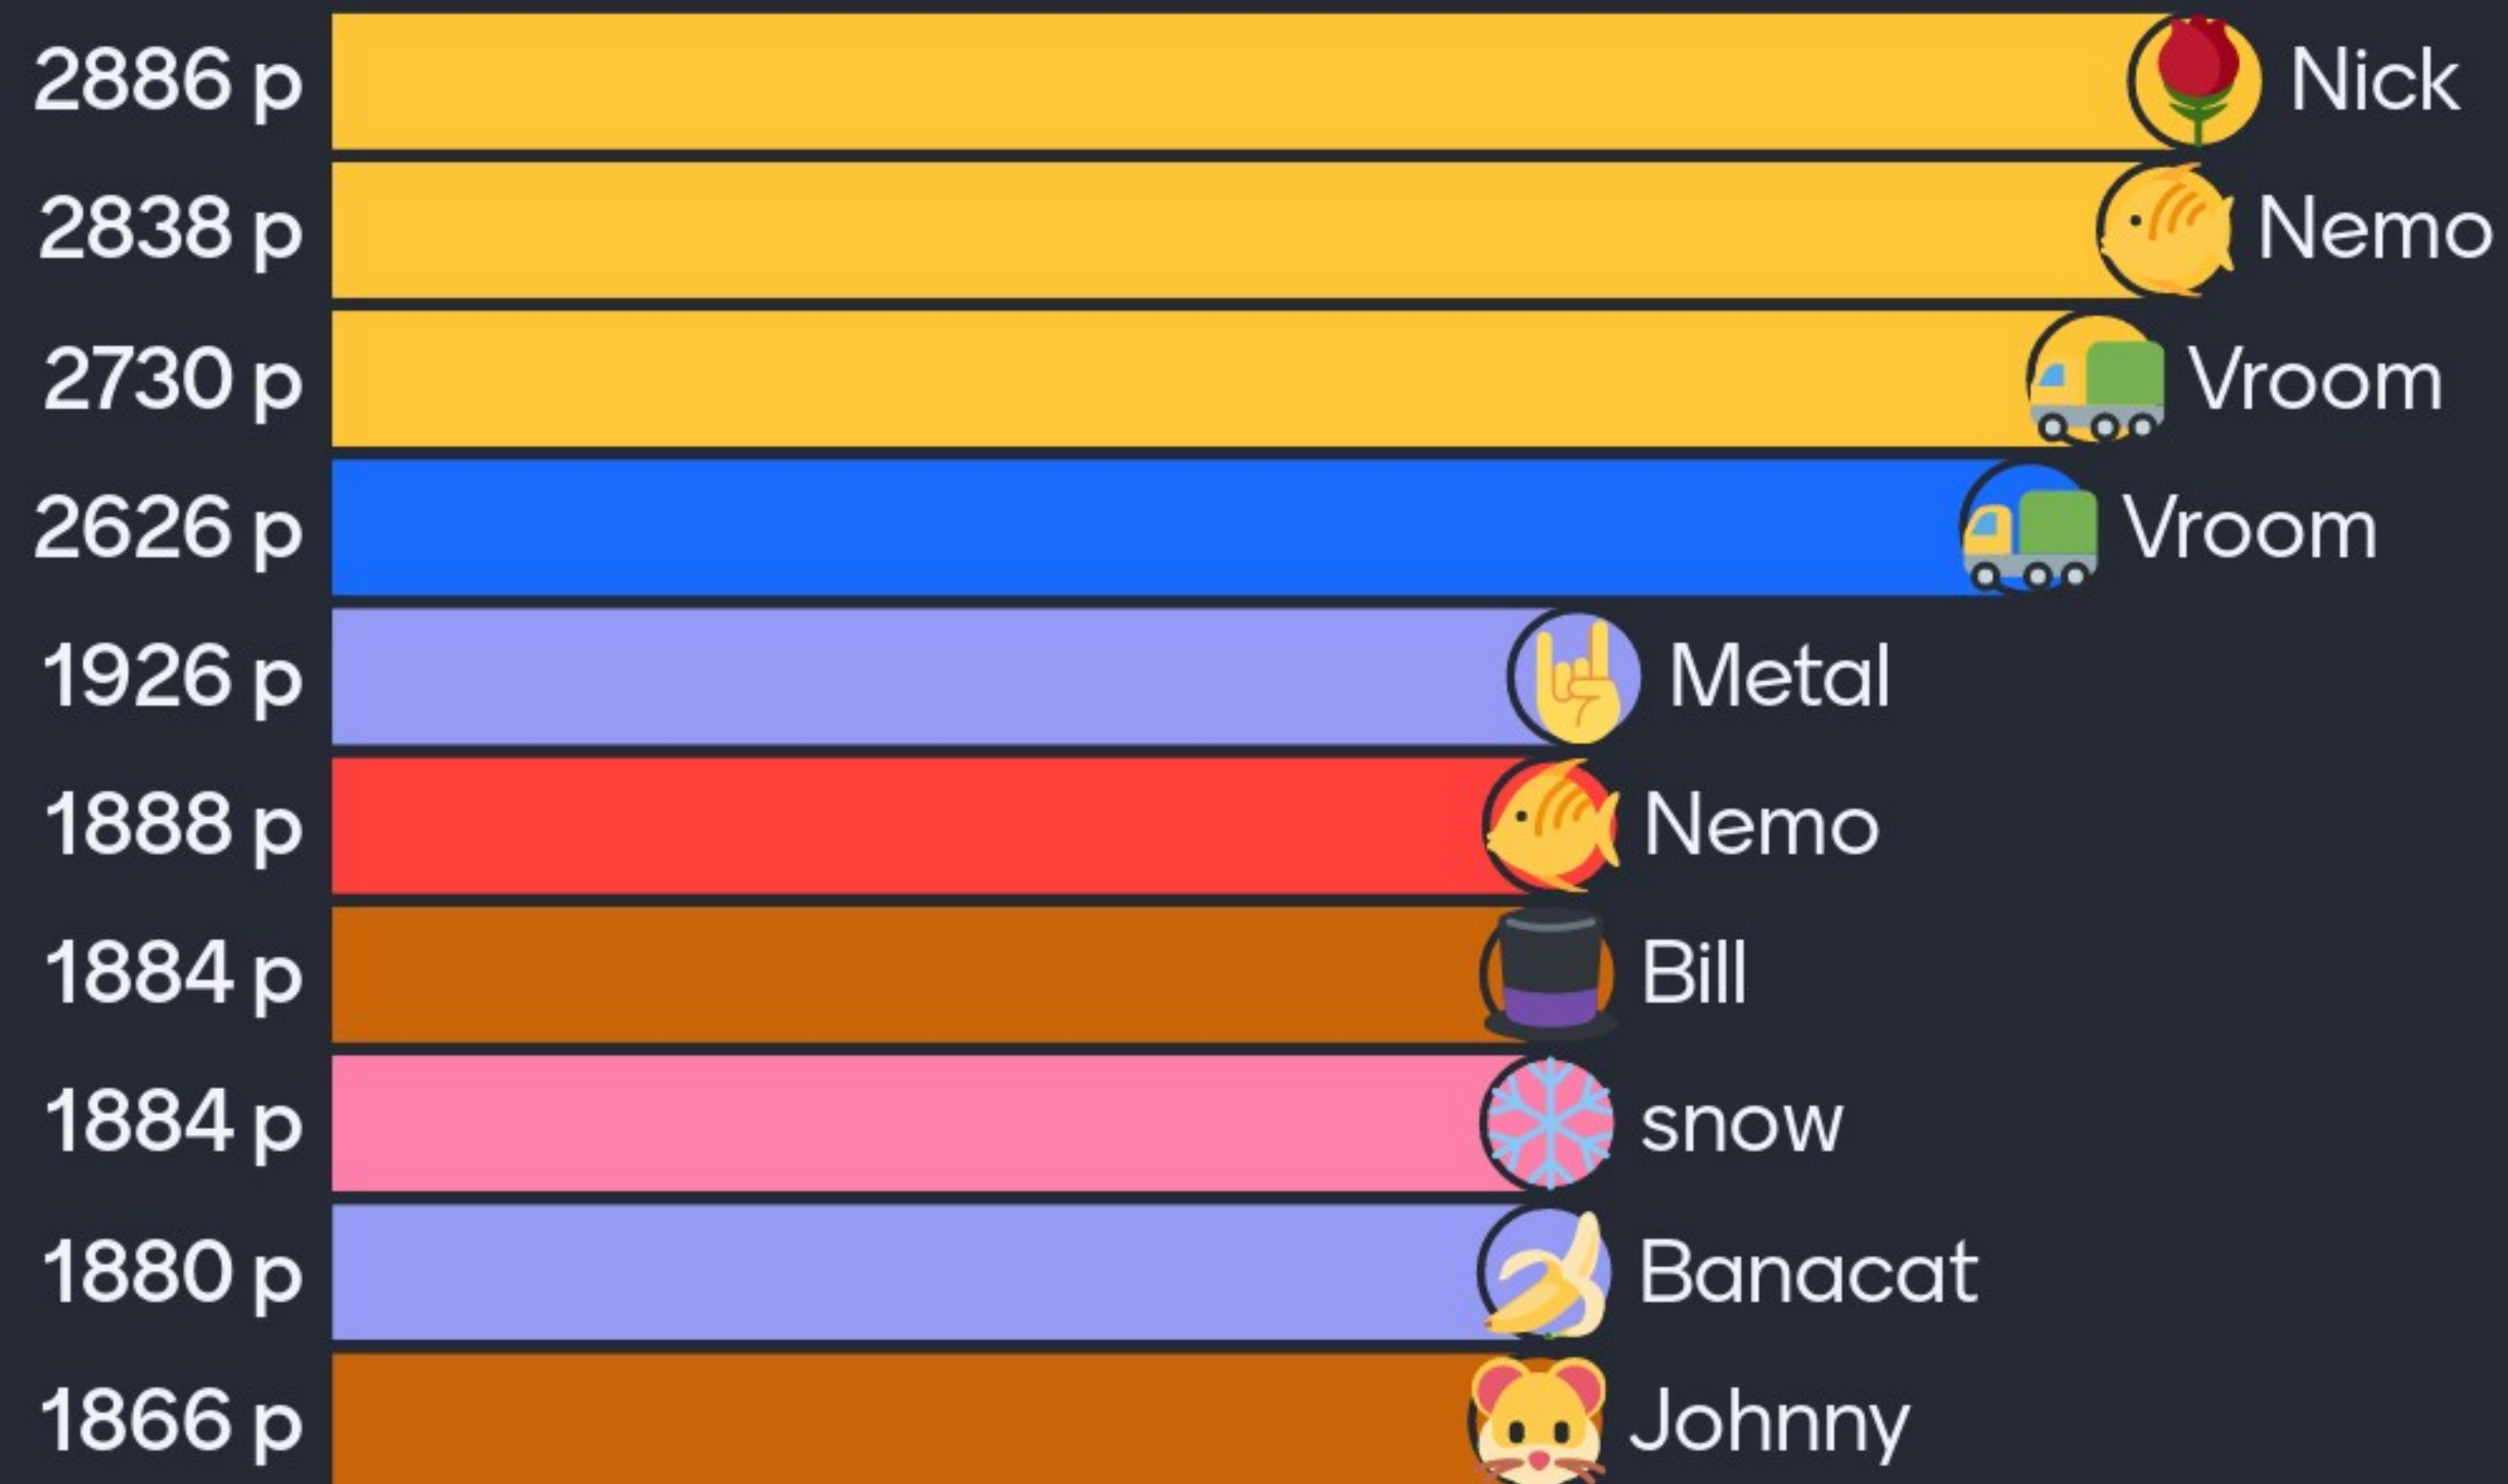 2886 p Nick
2838 p Nemo
2730 p Vroom
2626 p Vroom
1926 p Metal
1888 p Nemo
1884 p Bill
1884 p snow
1880 p Banacat
1866 p Johnny